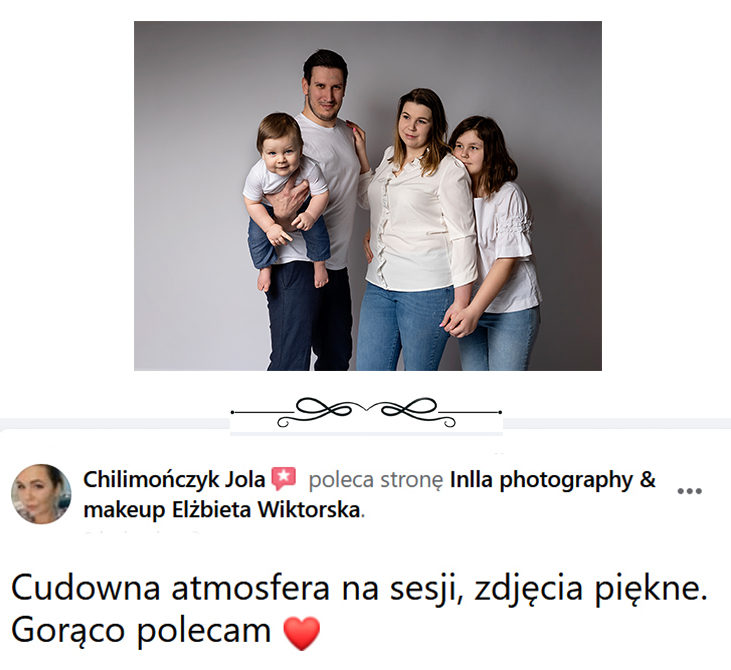 Chilimończyk Jola poleca stronę Inlla photography &
makeup Elżbieta Wiktorska.
Cudowna atmosfera na sesji, zdjęcia piękne.
Gorąco polecam ❤️